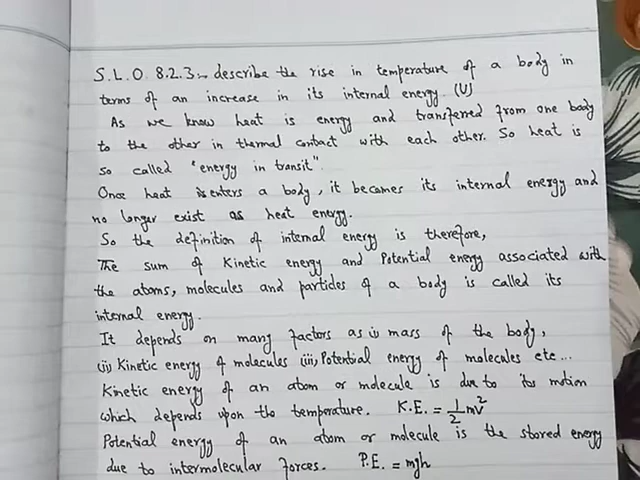 S.L.O. 8.2.3:- describe the rise in temperature of a body in
terms of an increase in its internal energy. (U)
As we know heat is energy and transferred from one body
to the other in thermal contact with each other. So heat is
so called "energy in transit".
Once heat is enters a body, it becomes its internal energy and
no longer exist as heat energy.
So the definition of internal energy is therefore,
The sum of Kinetic energy and Potential energy associated with
the atoms, molecules and particles of a body is called its
internal energy.
It depends on many factors as (i) mass of the body,
(ii) Kinetic energy of molecules (iii) Potential energy of molecules etc...
Kinetic energy of an atom or molecule is due to its motion
which depends upon the temperature. K.E. = 1/2 mv²
Potential energy of an atom or molecule is the stored energy
due to intermolecular forces. P.E. = mgh